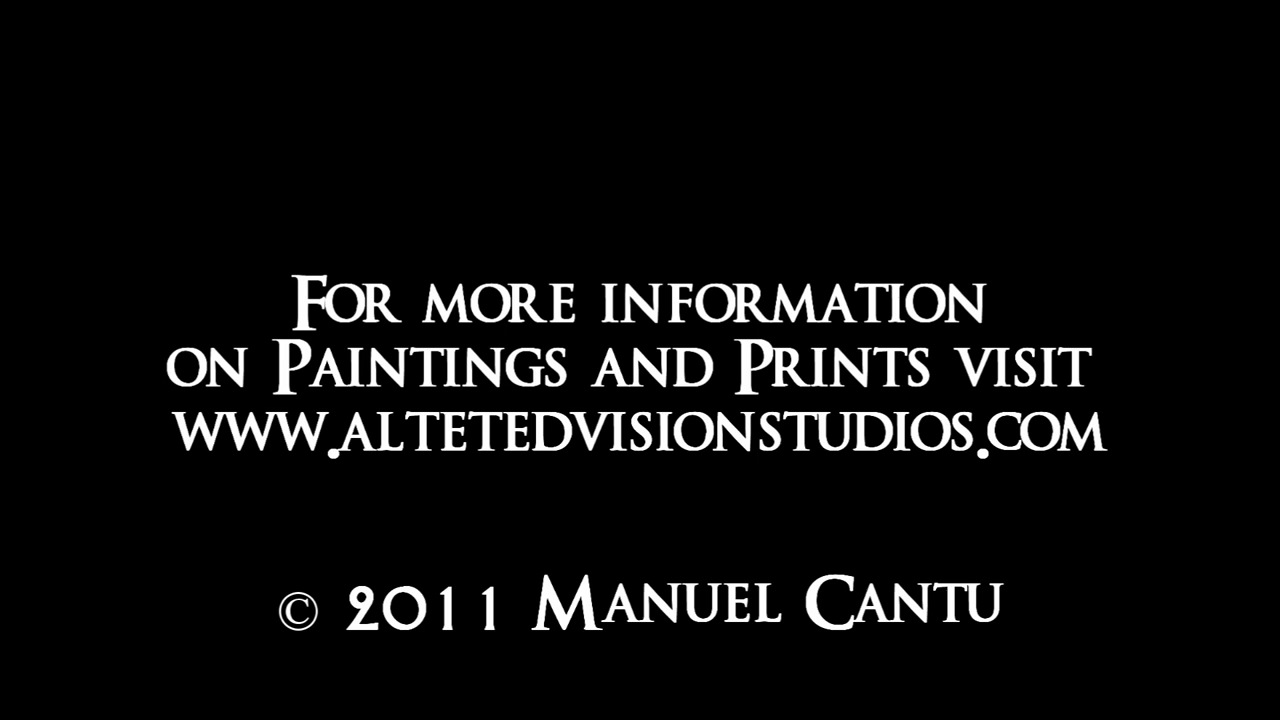 For more information
on Paintings and Prints visit
www.altetedvisionstudios.com
© 2011 Manuel Cantu